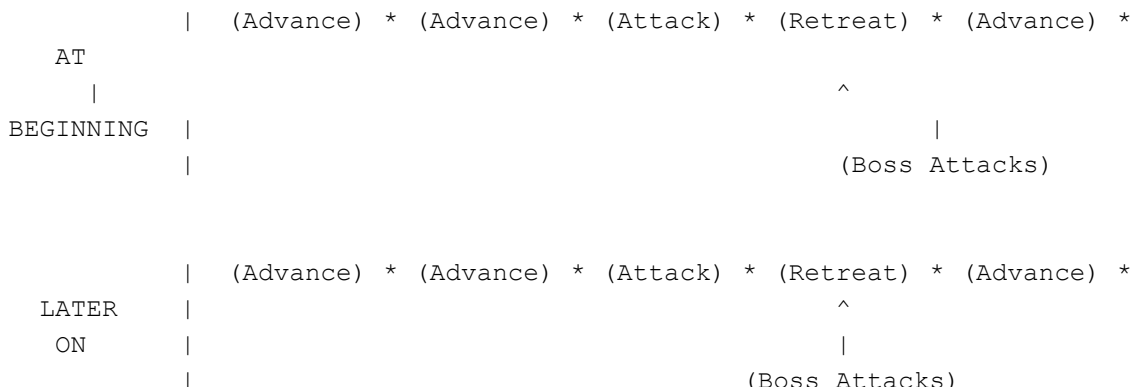 | (Advance) * (Advance) * (Attack) * (Retreat) * (Advance) *
AT
| ^
BEGINNING | |
| (Boss Attacks)
| (Advance) * (Advance) * (Attack) * (Retreat) * (Advance) *
LATER | ^
ON | |
| (Boss Attacks)